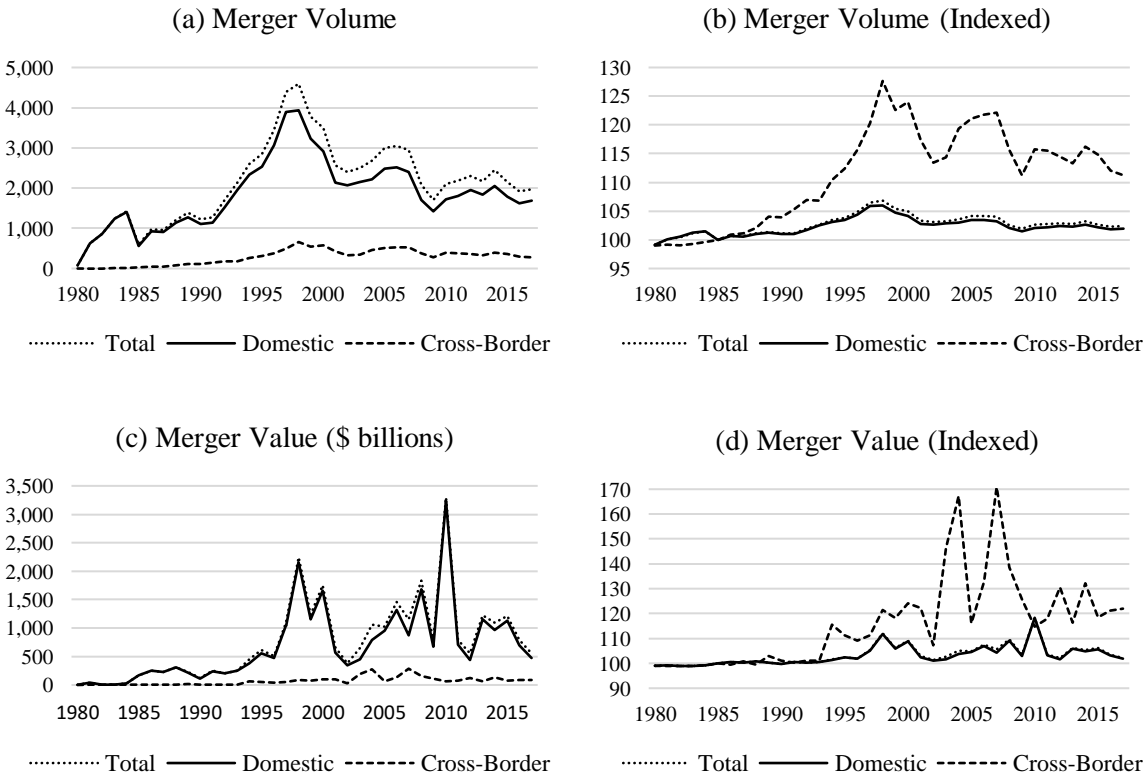 (a) Merger Volume
5,000
4,000
3,000
2,000
1,000
0
1980 1985 1990 1995 2000 2005 2010 2015
Total Domestic Cross-Border
(b) Merger Volume (Indexed)
130
125
120
115
110
105
100
95
1980 1985 1990 1995 2000 2005 2010 2015
Total Domestic Cross-Border
(c) Merger Value ($ billions)
3,500
3,000
2,500
2,000
1,500
1,000
500
0
1980 1985 1990 1995 2000 2005 2010 2015
Total Domestic Cross-Border
(d) Merger Value (Indexed)
170
160
150
140
130
120
110
100
90
1980 1985 1990 1995 2000 2005 2010 2015
Total Domestic Cross-Border